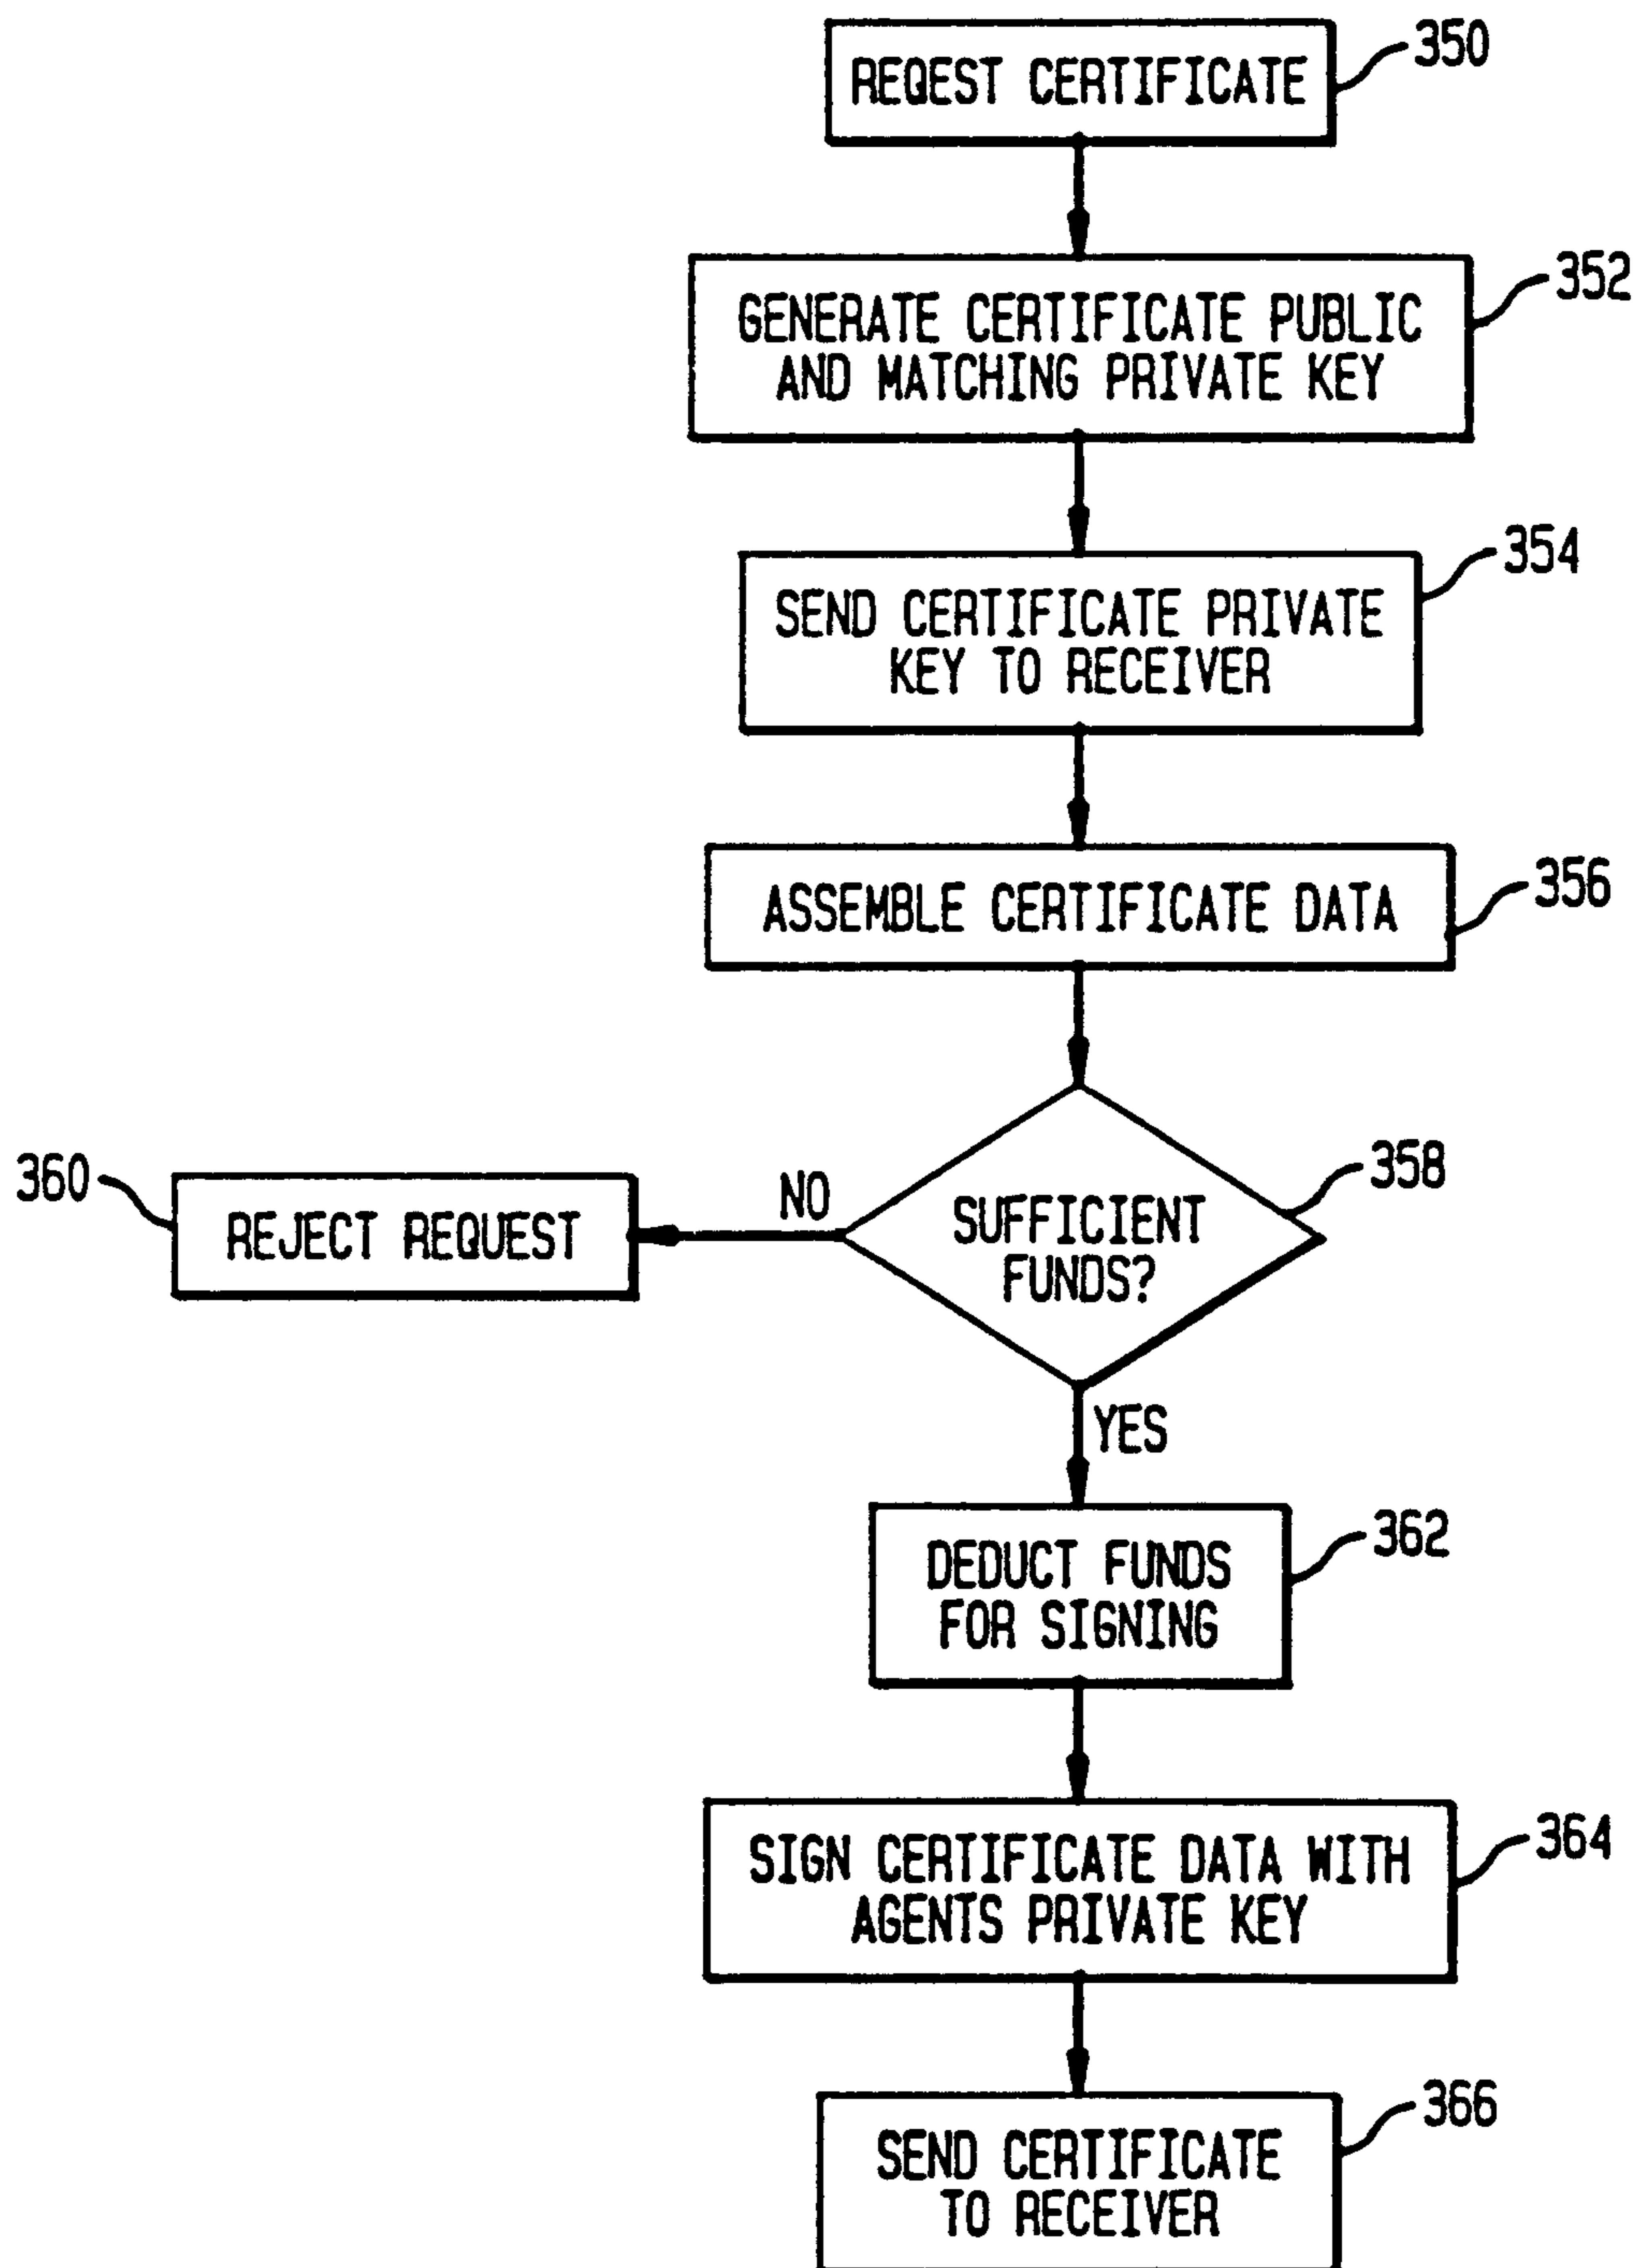 REQEST CERTIFICATE
350
GENERATE CERTIFICATE PUBLIC
AND MATCHING PRIVATE KEY
352
SEND CERTIFICATE PRIVATE
KEY TO RECEIVER
354
ASSEMBLE CERTIFICATE DATA
356
SUFFICIENT
FUNDS?
358
NO
360
REJECT REQUEST
YES
DEDUCT FUNDS
FOR SIGNING
362
SIGN CERTIFICATE DATA WITH
AGENTS PRIVATE KEY
364
SEND CERTIFICATE
TO RECEIVER
366